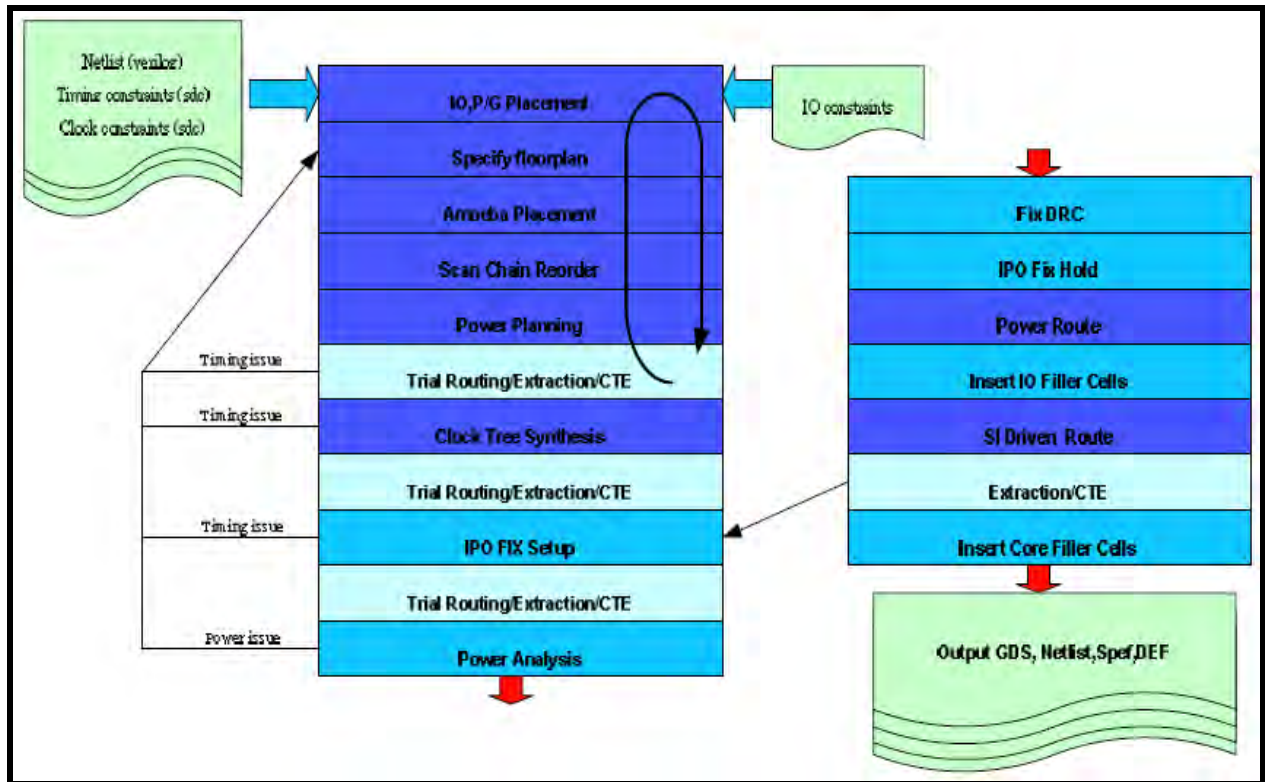 Netlist (verilog)
Timing constraints (sdc)
Clock constraints (sdc)
IO,P/G Placement
Specify floorplan
Amoeba Placement
Scan Chain Reorder
Power Planning
Trial Routing/Extraction/CTE
Clock Tree Synthesis
Trial Routing/Extraction/CTE
IPO FIX Setup
Trial Routing/Extraction/CTE
Power Analysis
Timing issue
Timing issue
Timing issue
Power issue
IO constraints
Fix DRC
IPO Fix Hold
Power Route
Insert IO Filler Cells
SI Driven Route
Extraction/CTE
Insert Core Filler Cells
Output GDS, Netlist,Spef,DEF